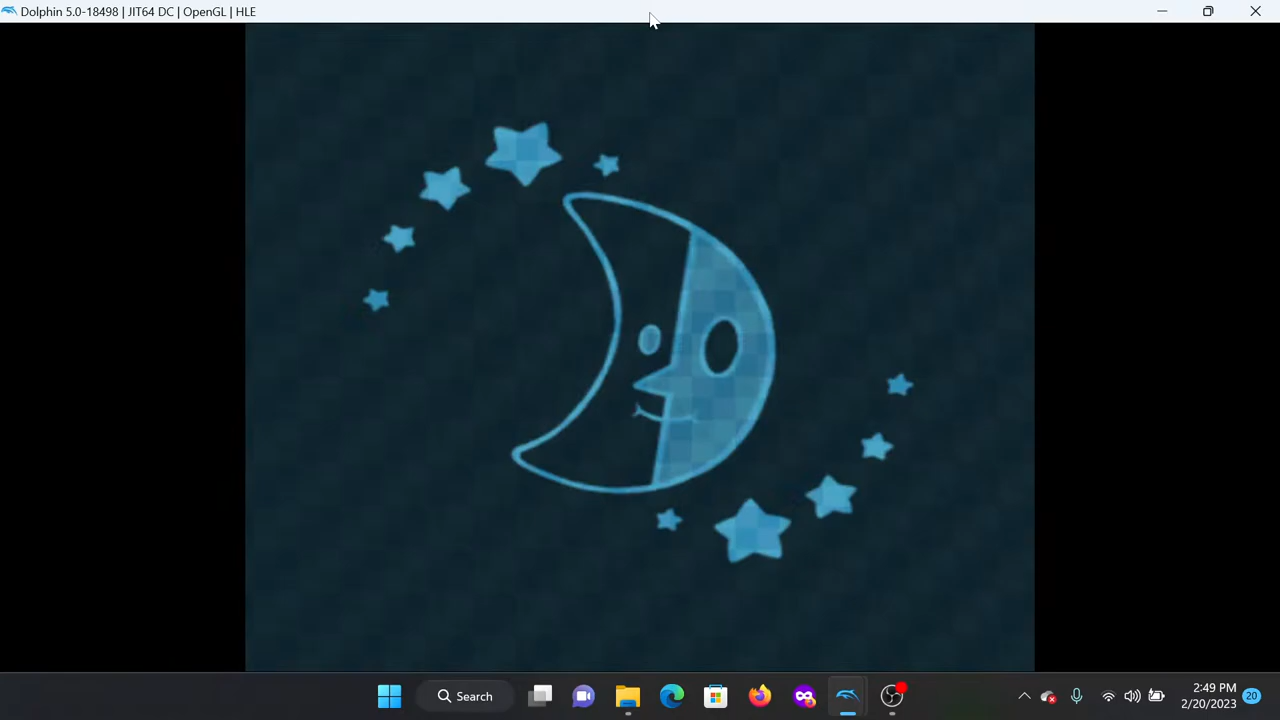 Dolphin 5.0-18498 | JIT64 DC | OpenGL | HLE
Search
2:49 PM
2/20/2023
20